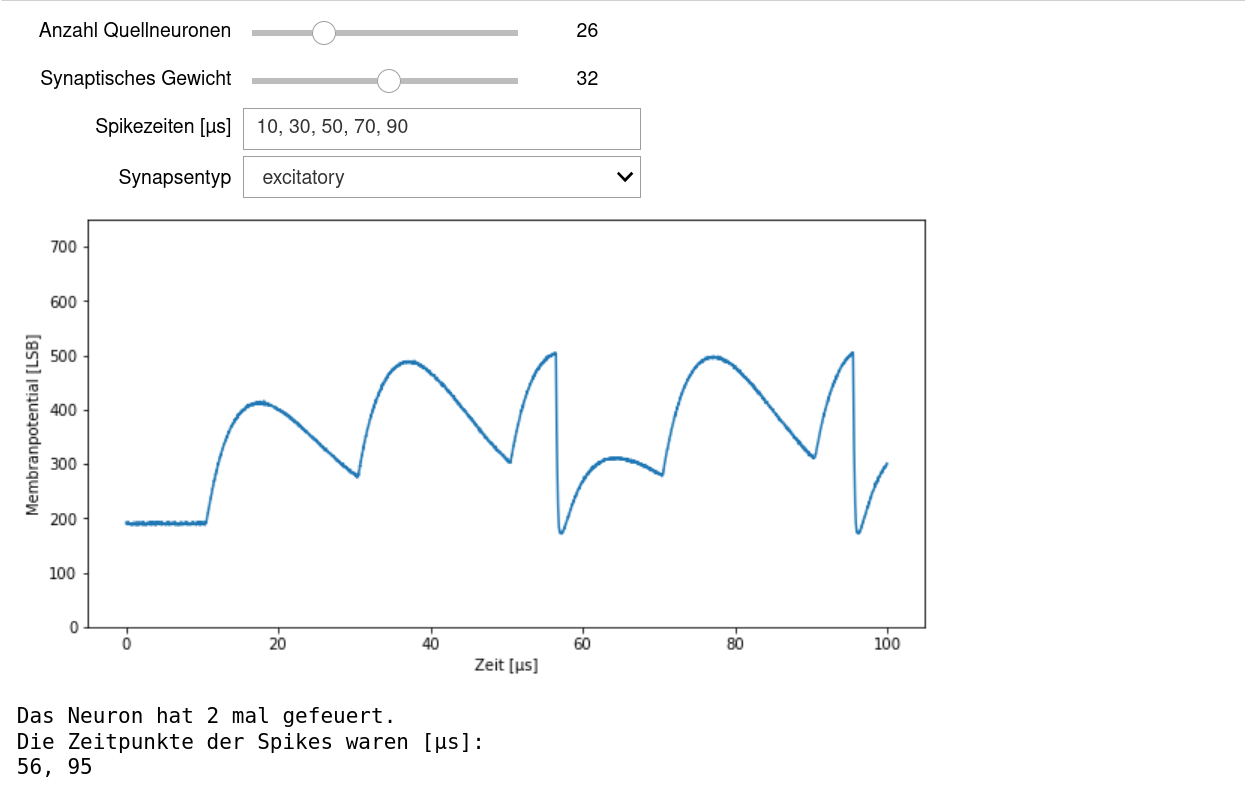 Anzahl Quellneuronen 26
Synaptisches Gewicht 32
Spikezeiten [µs] 10, 30, 50, 70, 90
Synapsentyp excitatory
700
600
500
400
300
200
100
0
Membranpotential [LSB]
0 20 40 60 80 100
Zeit [µs]
Das Neuron hat 2 mal gefeuert.
Die Zeitpunkte der Spikes waren [µs]:
56, 95